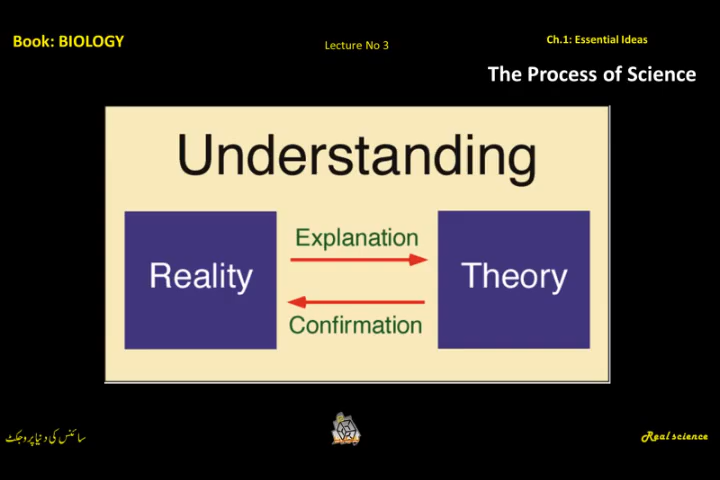 Book: BIOLOGY
Lecture No 3
Ch.1: Essential Ideas
The Process of Science
Understanding
Reality
Explanation
Confirmation
Theory
سائنس کی دنیا پروجکٹ
Real science